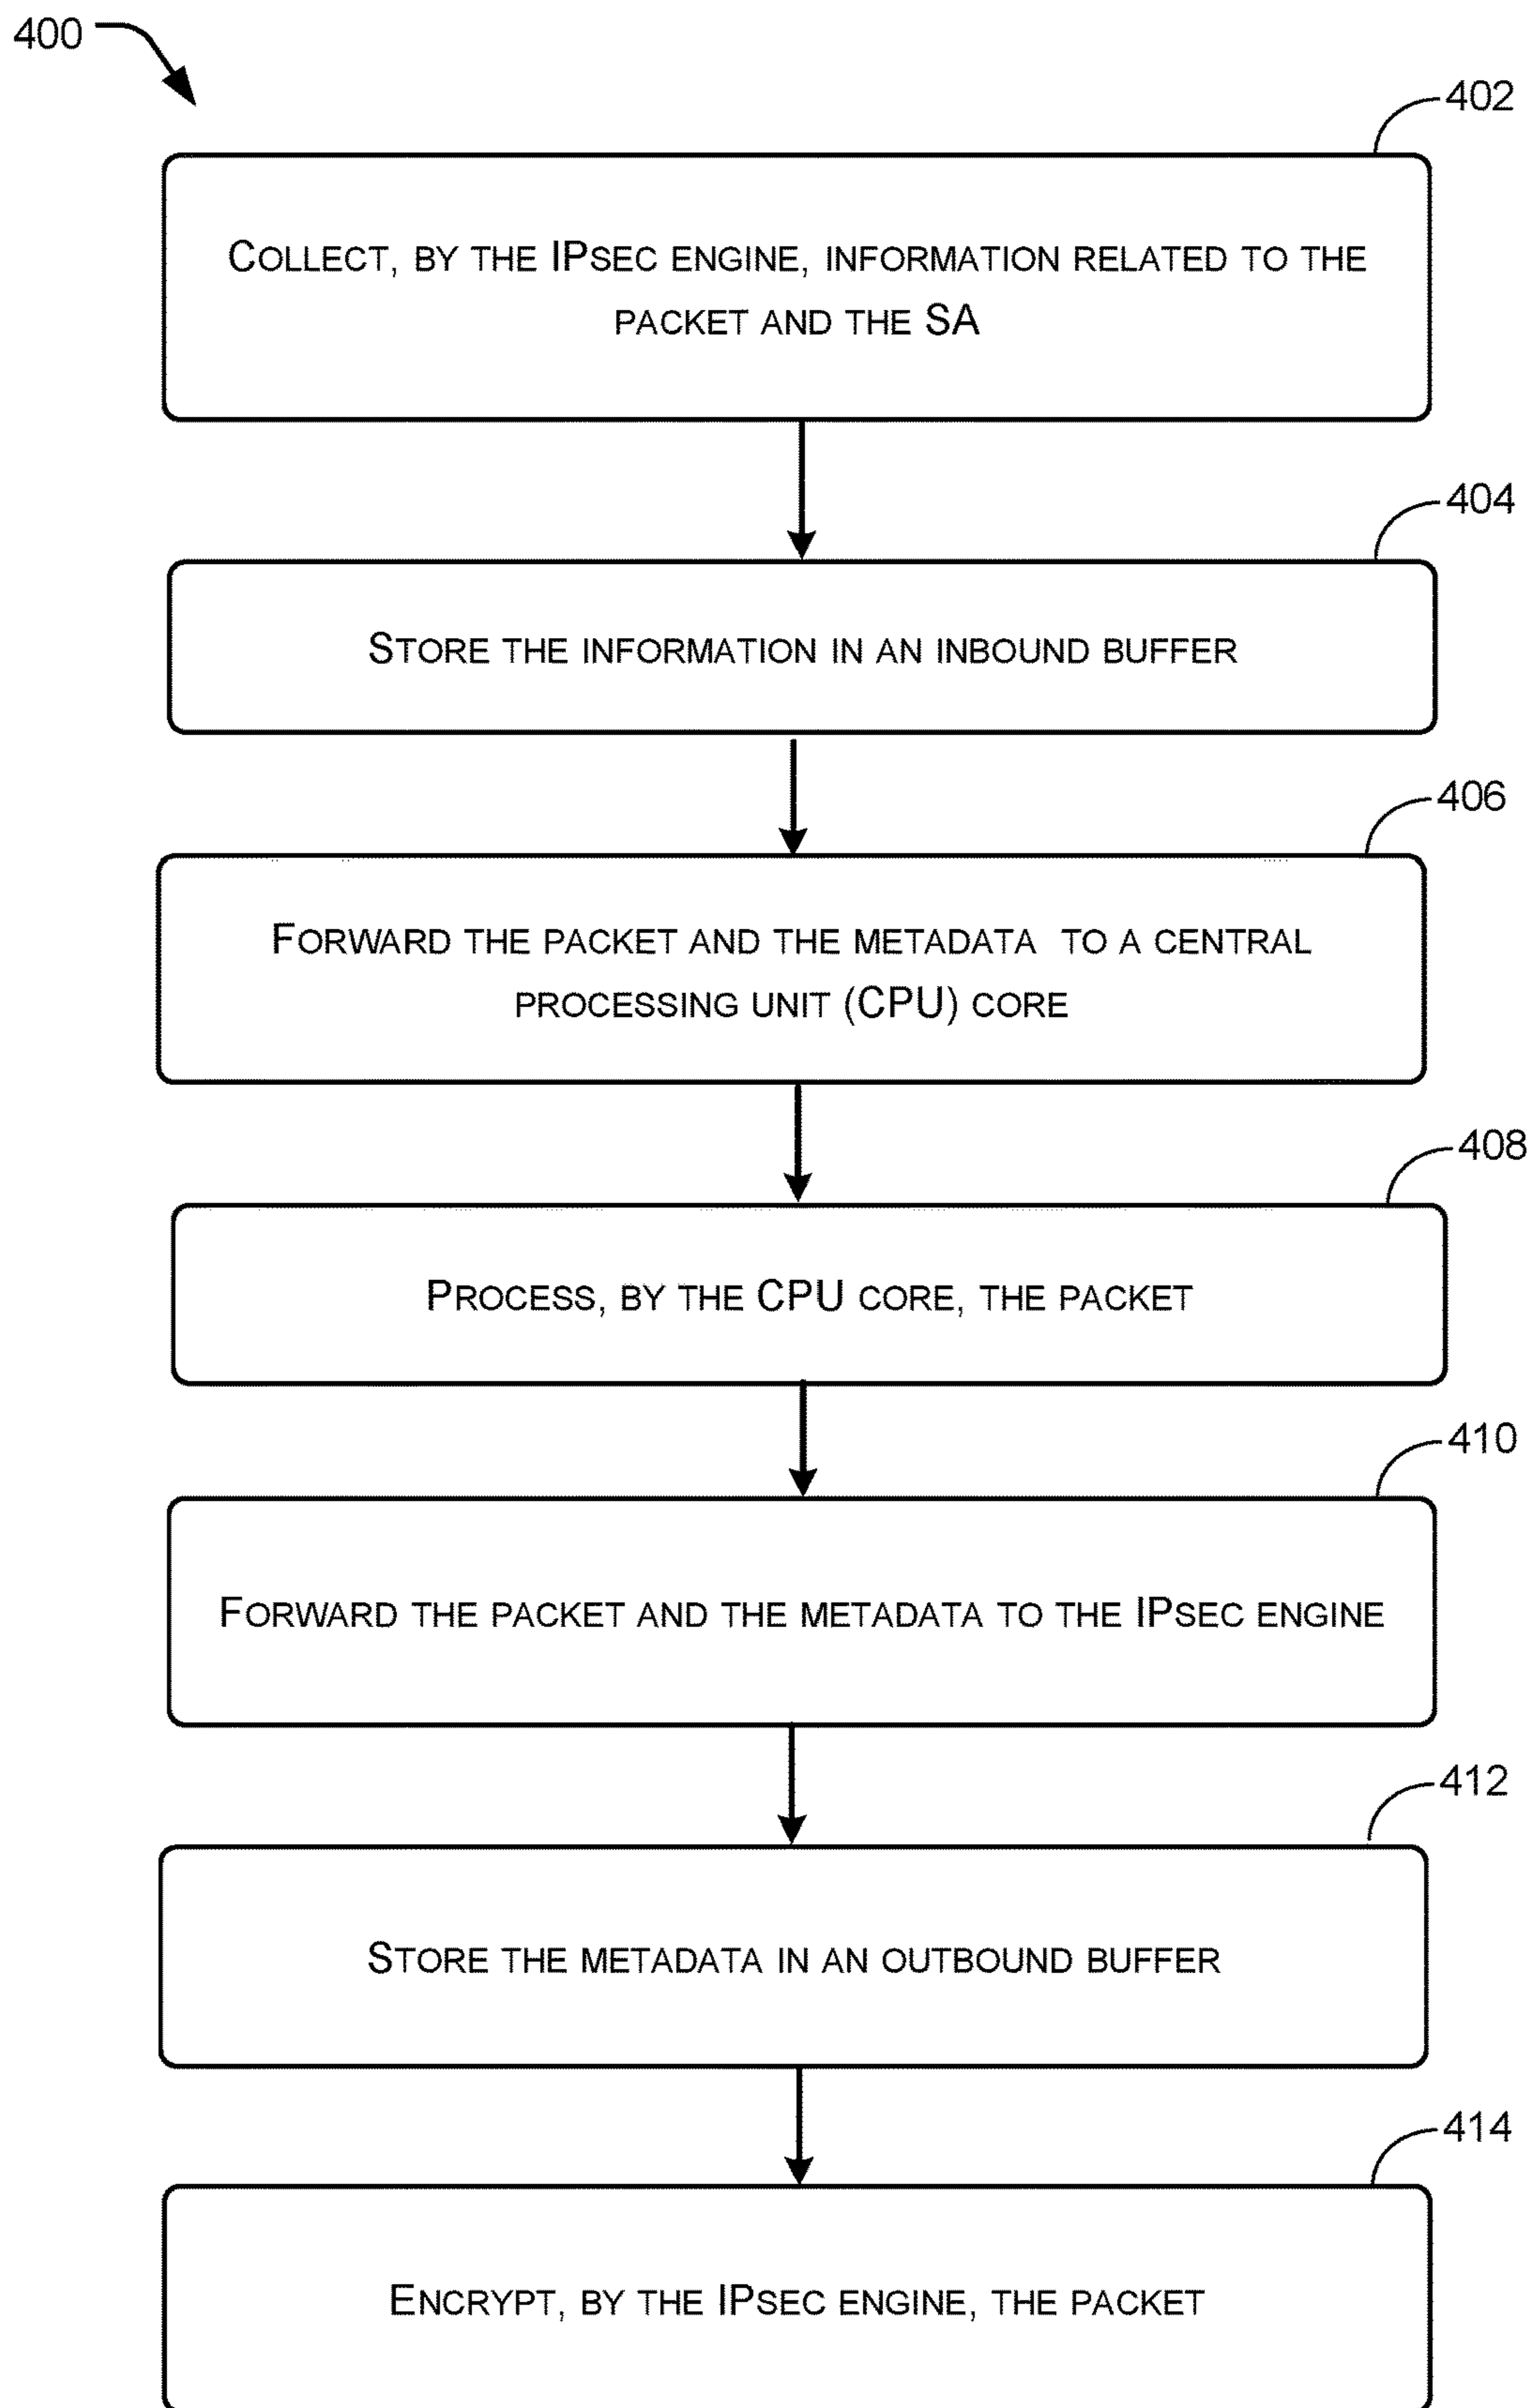 400
402
COLLECT, BY THE IPSEC ENGINE, INFORMATION RELATED TO THE
PACKET AND THE SA
404
STORE THE INFORMATION IN AN INBOUND BUFFER
406
FORWARD THE PACKET AND THE METADATA TO A CENTRAL
PROCESSING UNIT (CPU) CORE
408
PROCESS, BY THE CPU CORE, THE PACKET
410
FORWARD THE PACKET AND THE METADATA TO THE IPSEC ENGINE
412
STORE THE METADATA IN AN OUTBOUND BUFFER
414
ENCRYPT, BY THE IPSEC ENGINE, THE PACKET